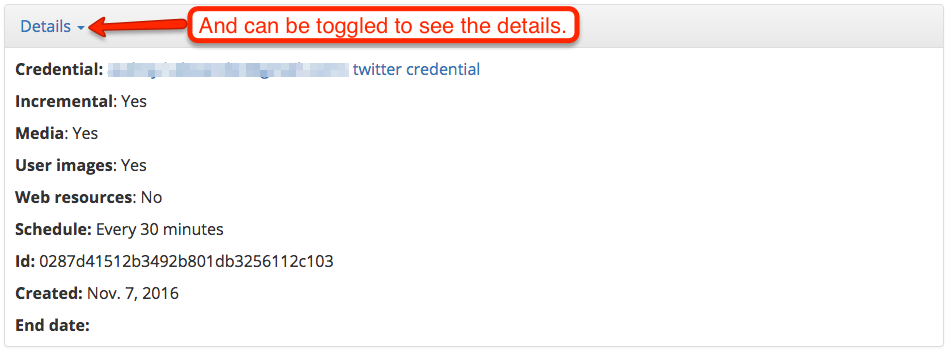 Details
And can be toggled to see the details.
Credential: twitter credential
Incremental: Yes
Media: Yes
User images: Yes
Web resources: No
Schedule: Every 30 minutes
Id: 0287d41512b3492b801db3256112c103
Created: Nov. 7, 2016
End date: